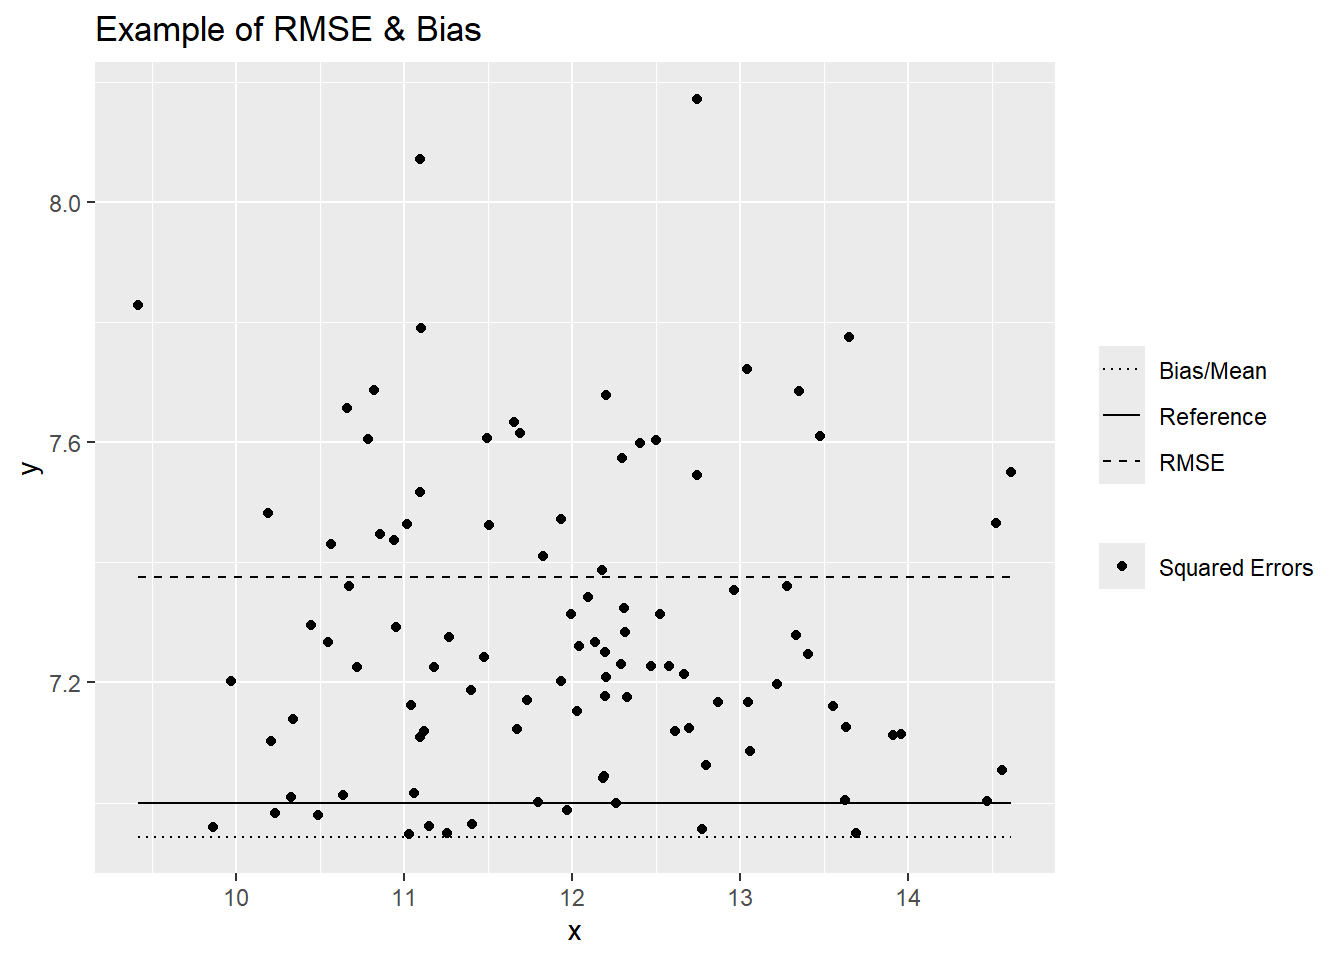 Example of RMSE & Bias
8.0
7.6
7.2
y
10 11 12 13 14
x
Bias/Mean
Reference
RMSE
Squared Errors